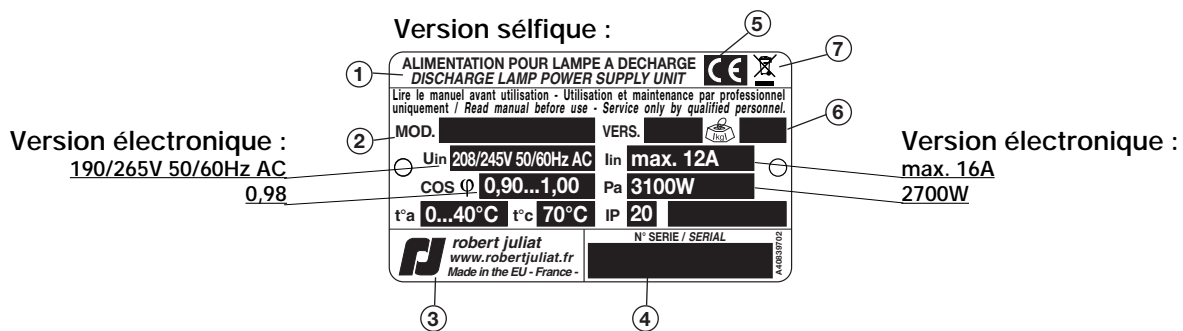 Version sélfique :
5
7
1
ALIMENTATION POUR LAMPE A DECHARGE
DISCHARGE LAMP POWER SUPPLY UNIT
CE
Lire le manuel avant utilisation - Utilisation et maintenance par professionnel
uniquement / Read manual before use - Service only by qualified personnel.
2
MOD.
VERS.
kg
6
Version électronique :
190/265V 50/60Hz AC
0,98
Uin 208/245V 50/60Hz AC
Iin max. 12A
COS φ 0,90...1,00
Pa 3100W
Version électronique :
max. 16A
2700W
t°a 0...40°C t°c 70°C IP 20
robert juliat
www.robertjuliat.fr
Made in the EU - France -
N° SERIE / SERIAL
A40839702
3
4